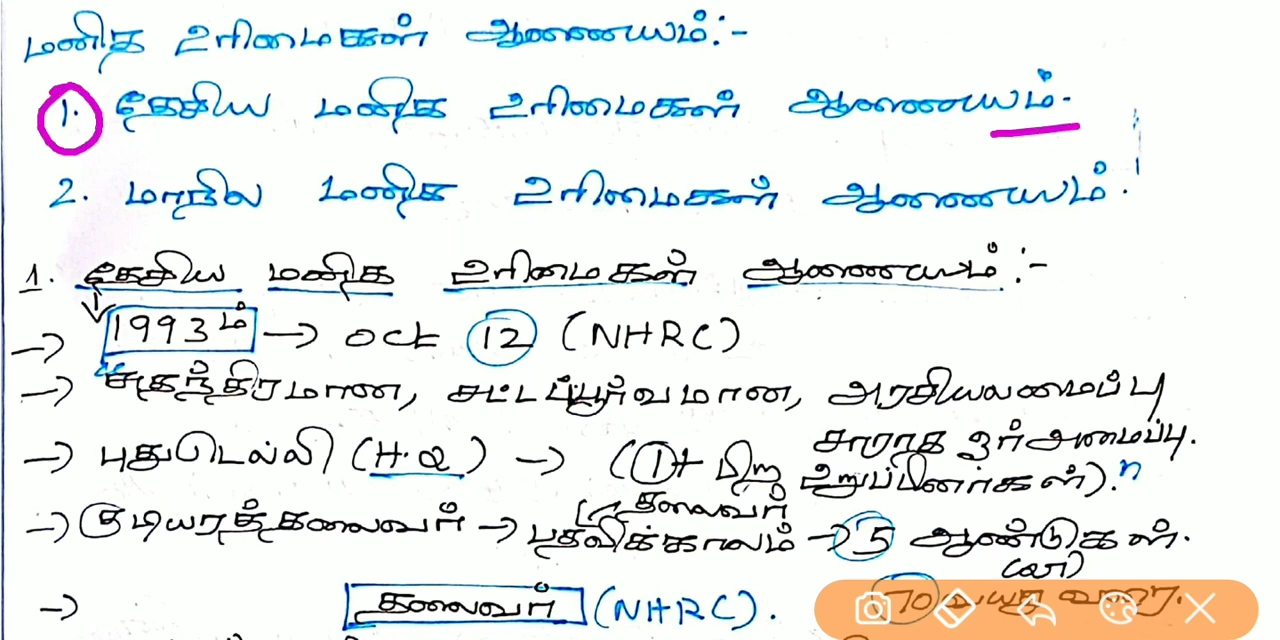 மனித உரிமைகள் ஆணையம்:-
1. தேசிய மனித உரிமைகள் ஆணையம்.
2. மாநில மனித உரிமைகள் ஆணையம்.
1. தேசிய மனித உரிமைகள் ஆணையம்:-
→ 1993ம் → oct 12 (NHRC)
→ சுதந்திரமான, சட்டப்பூர்வமான, அரசியலமைப்பு
சாராத ஓர் அமைப்பு.
→ புதுடெல்லி (H.Q) → (1+ பிற உறுப்பினர்கள்).
தலைவர்
→ குடியரசுத்தலைவர் → பதவிக்காலம் → 5 ஆண்டுகள்.
(அ)
70 வயது வரை.
→ தலைவர் (NHRC).